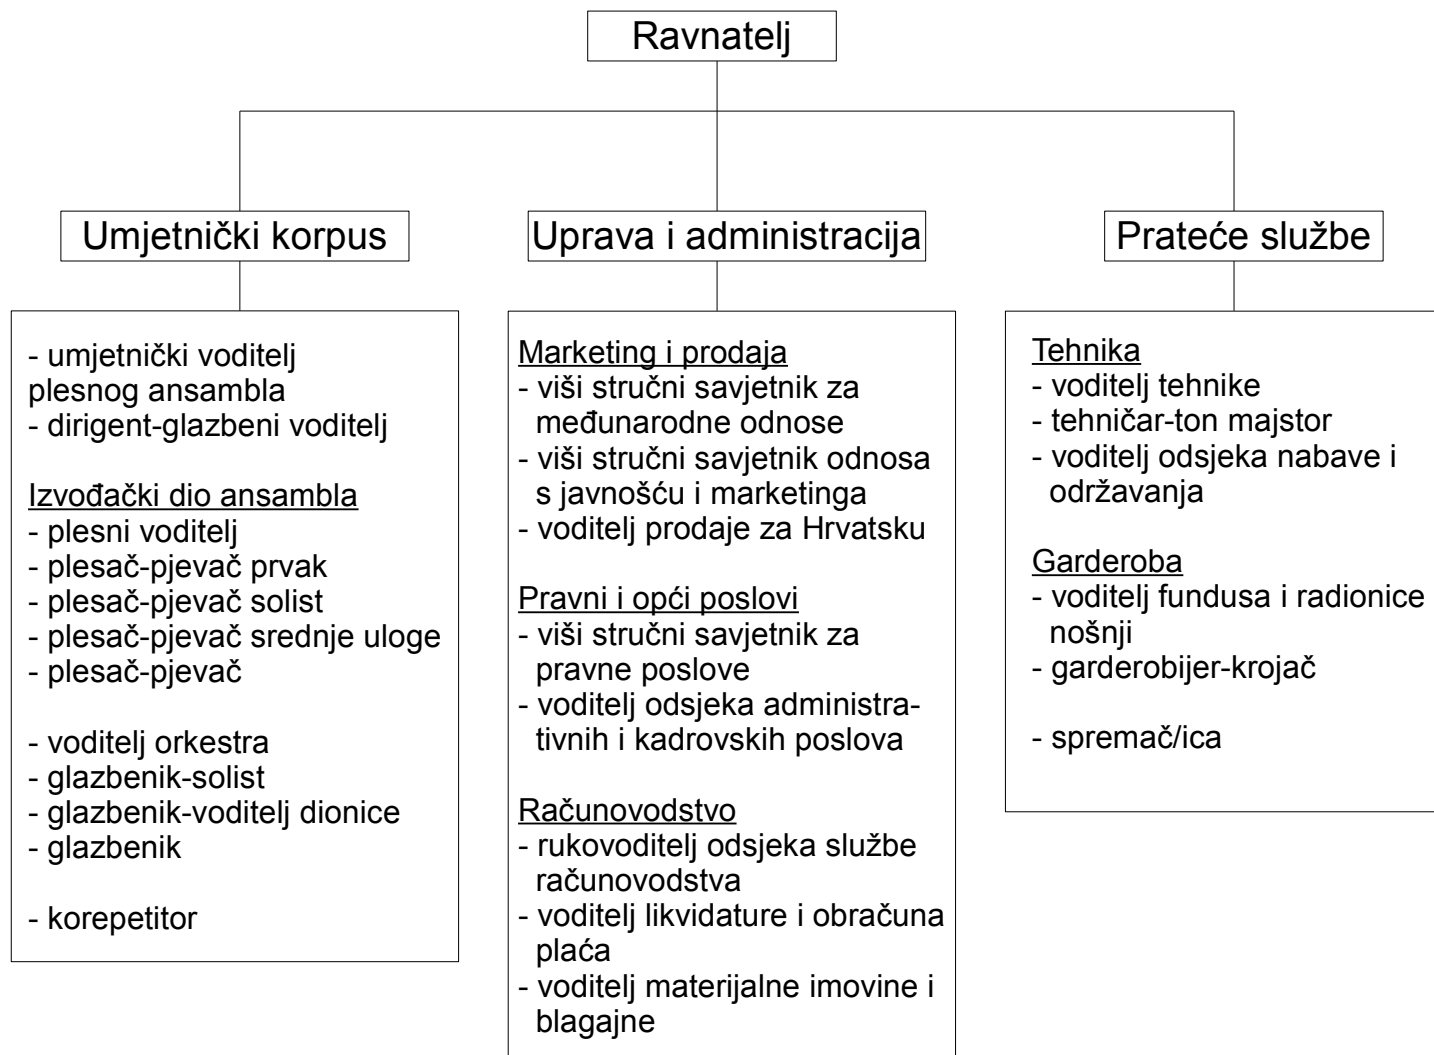 Ravnatelj
Umjetnički korpus
Uprava i administracija
Prateće službe
- umjetnički voditelj
plesnog ansambla
- dirigent-glazbeni voditelj
Izvođački dio ansambla
- plesni voditelj
- plesač-pjevač prvak
- plesač-pjevač solist
- plesač-pjevač srednje uloge
- plesač-pjevač
- voditelj orkestra
- glazbenik-solist
- glazbenik-voditelj dionice
- glazbenik
- korepetitor
Marketing i prodaja
- viši stručni savjetnik za
međunarodne odnose
- viši stručni savjetnik odnosa
s javnošću i marketinga
- voditelj prodaje za Hrvatsku
Pravni i opći poslovi
- viši stručni savjetnik za
pravne poslove
- voditelj odsjeka administra-
tivnih i kadrovskih poslova
Računovodstvo
- rukovoditelj odsjeka službe
računovodstva
- voditelj likvidature i obračuna
plaća
- voditelj materijalne imovine i
blagajne
Tehnika
- voditelj tehnike
- tehničar-ton majstor
- voditelj odsjeka nabave i
održavanja
Garderoba
- voditelj fundusa i radionice
nošnji
- garderobijer-krojač
- spremač/ica